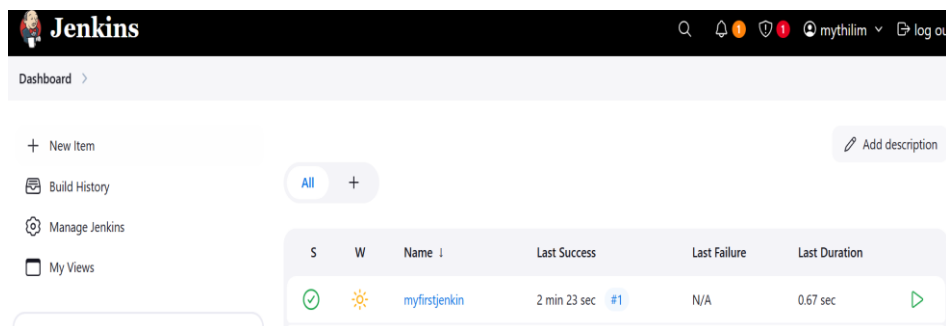 Jenkins
1
1
mythilim
log ou
Dashboard
New Item
Add description
Build History
All
+
Manage Jenkins
My Views
S W Name ↓ Last Success Last Failure Last Duration
myfirstjenkin 2 min 23 sec #1 N/A 0.67 sec